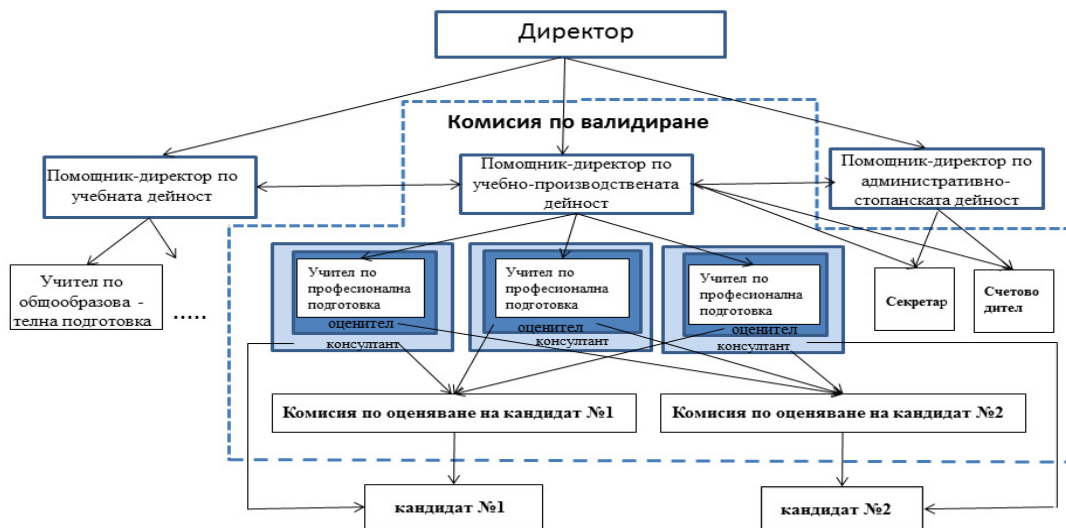 Директор
Комисия по валидиране
Помощник-директор по
учебната дейност
Помощник-директор по
учебно-производствената
дейност
Помощник-директор по
административно-
стопанската дейност
Учител по
общообразова -
телна подготовка
.....
Учител по
професионална
подготовка
оценител
консултант
Учител по
професионална
подготовка
оценител
консултант
Учител по
професионална
подготовка
оценител
консултант
Секретар
Счетово
дител
Комисия по оценяване на кандидат №1
Комисия по оценяване на кандидат №2
кандидат №1
кандидат №2